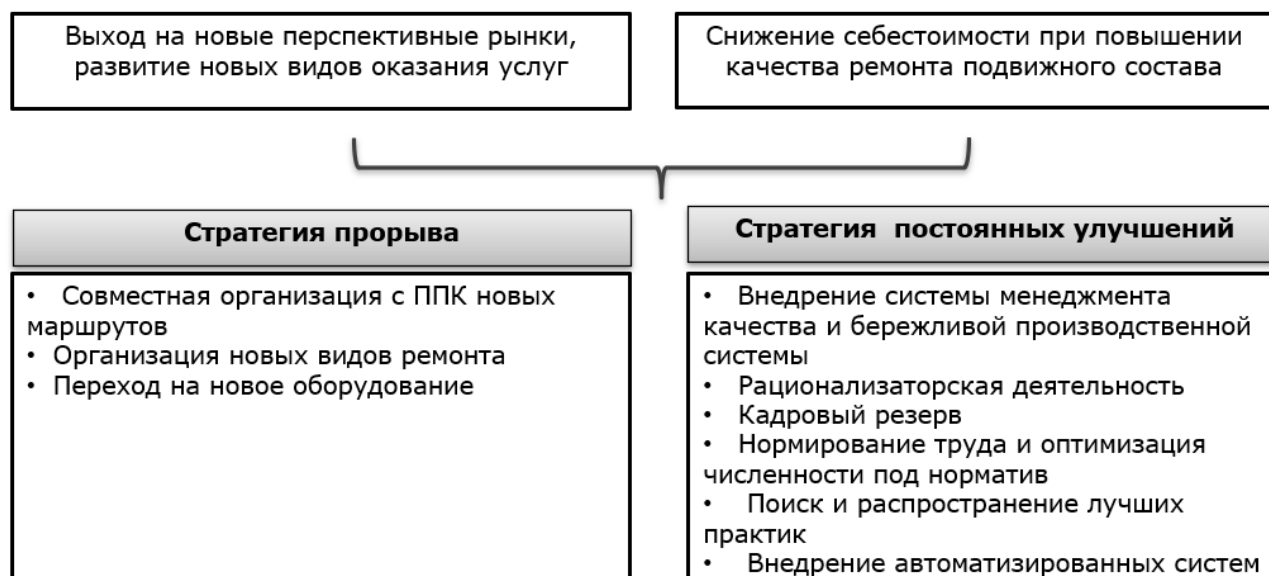 Выход на новые перспективные рынки,
развитие новых видов оказания услуг
Снижение себестоимости при повышении
качества ремонта подвижного состава
Стратегия прорыва
• Совместная организация с ППК новых
маршрутов
• Организация новых видов ремонта
• Переход на новое оборудование
Стратегия постоянных улучшений
• Внедрение системы менеджмента
качества и бережливой производственной
системы
• Рационализаторская деятельность
• Кадровый резерв
• Нормирование труда и оптимизация
численности под норматив
• Поиск и распространение лучших
практик
• Внедрение автоматизированных систем